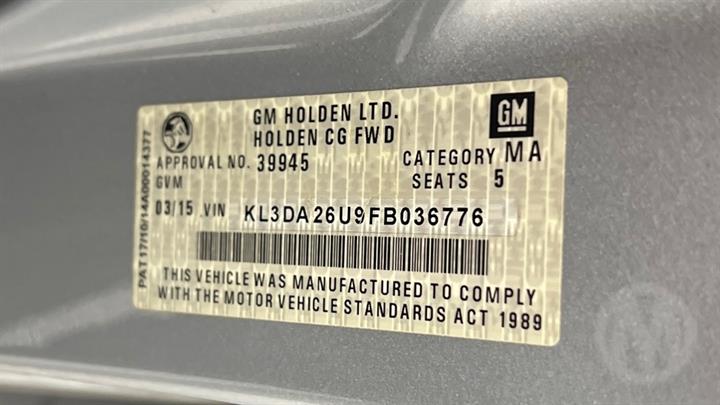 GM HOLDEN LTD.
HOLDEN CG FWD
GM
APPROVAL NO. 39945
CATEGORY MA
GVM
SEATS 5
03/15 VIN KL3DA26U9FB036776
THIS VEHICLE WAS MANUFACTURED TO COMPLY
WITH THE MOTOR VEHICLE STANDARDS ACT 1989
PAT17/10/14A00014377